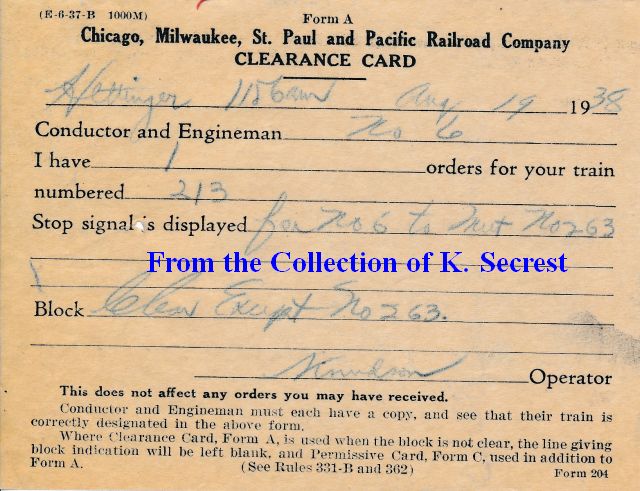 (E-6-37-B 1000M)
Form A
Chicago, Milwaukee, St. Paul and Pacific Railroad Company
CLEARANCE CARD
Hettinger 1156am Aug 19 1938
Conductor and Engineman No 6
I have 1 orders for your train
numbered 213
Stop signal is displayed for No 6 to meet No 263
From the Collection of K. Secrest
Block Clear Except No 263.
Knudson Operator
This does not affect any orders you may have received.
Conductor and Engineman must each have a copy, and see that their train is
correctly designated in the above form.
Where Clearance Card, Form A, is used when the block is not clear, the line giving
block indication will be left blank, and Permissive Card, Form C, used in addition to
Form A.
(See Rules 331-B and 362)
Form 204